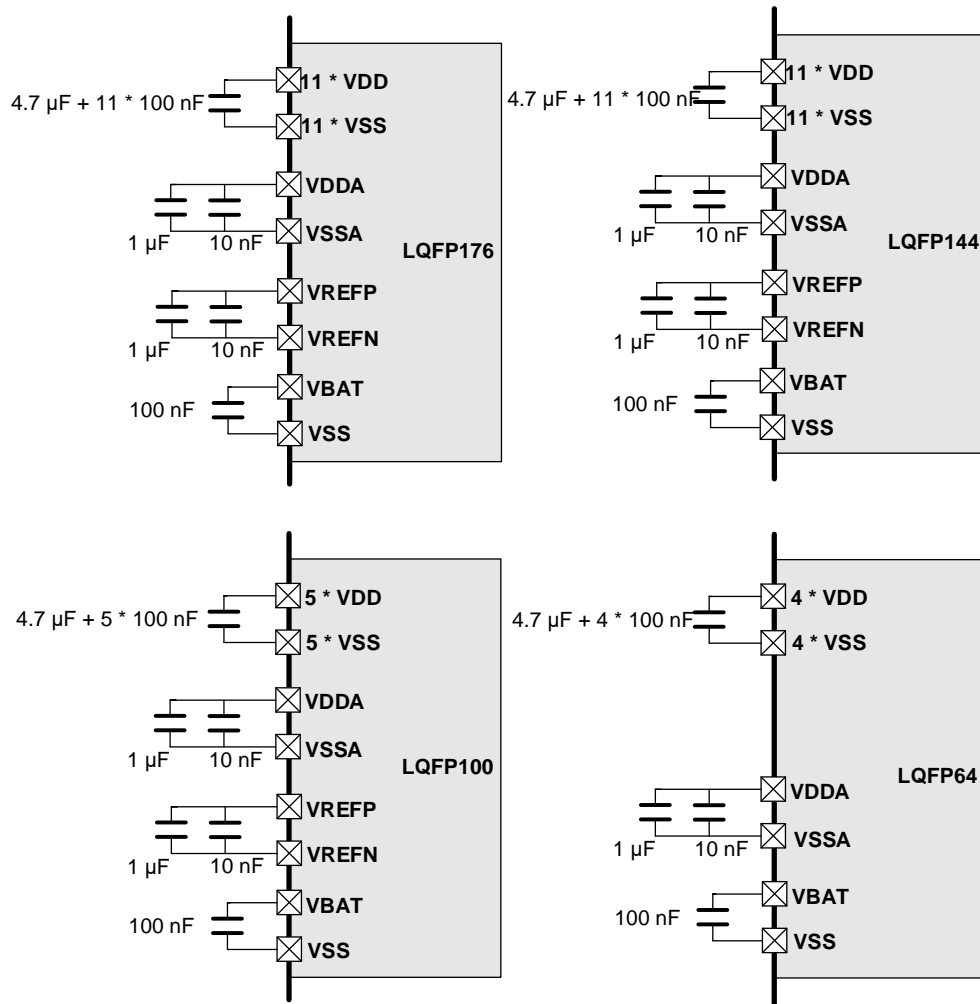 4.7 µF + 11 * 100 nF
11 * VDD
11 * VSS
VDDA
1 µF
10 nF
VSSA
LQFP176
VREFP
1 µF
10 nF
VREFN
VBAT
100 nF
VSS
4.7 µF + 11 * 100 nF
11 * VDD
11 * VSS
VDDA
1 µF
10 nF
VSSA
LQFP144
VREFP
1 µF
10 nF
VREFN
VBAT
100 nF
VSS
4.7 µF + 5 * 100 nF
5 * VDD
5 * VSS
VDDA
1 µF
10 nF
VSSA
LQFP100
VREFP
1 µF
10 nF
VREFN
VBAT
100 nF
VSS
4.7 µF + 4 * 100 nF
4 * VDD
4 * VSS
LQFP64
VDDA
1 µF
10 nF
VSSA
VBAT
100 nF
VSS